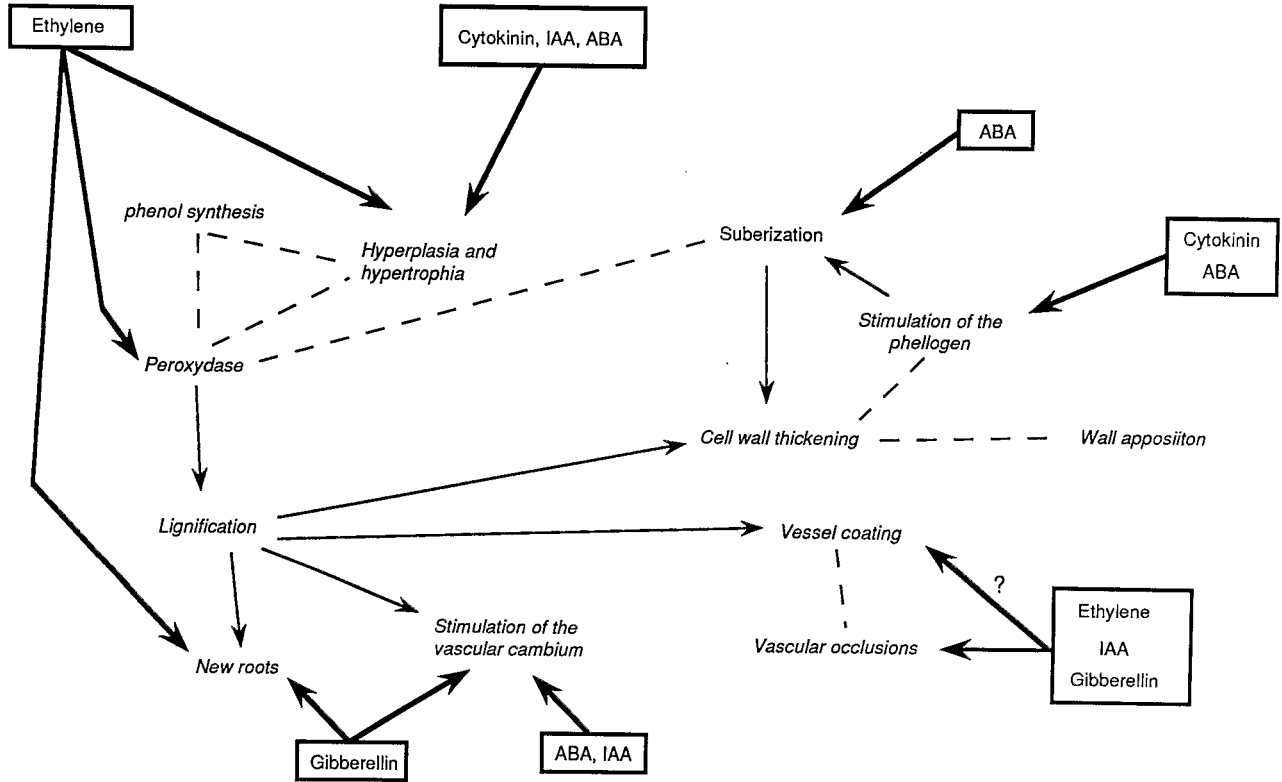 Ethylene
Cytokinin, IAA, ABA
ABA
phenol synthesis
Hyperplasia and
hypertrophia
Suberization
Cytokinin
ABA
Stimulation of the
phellogen
Peroxydase
Cell wall thickening
Wall apposiiton
Lignification
Vessel coating
?
Ethylene
IAA
Gibberellin
Stimulation of the
vascular cambium
Vascular occlusions
New roots
Gibberellin
ABA, IAA